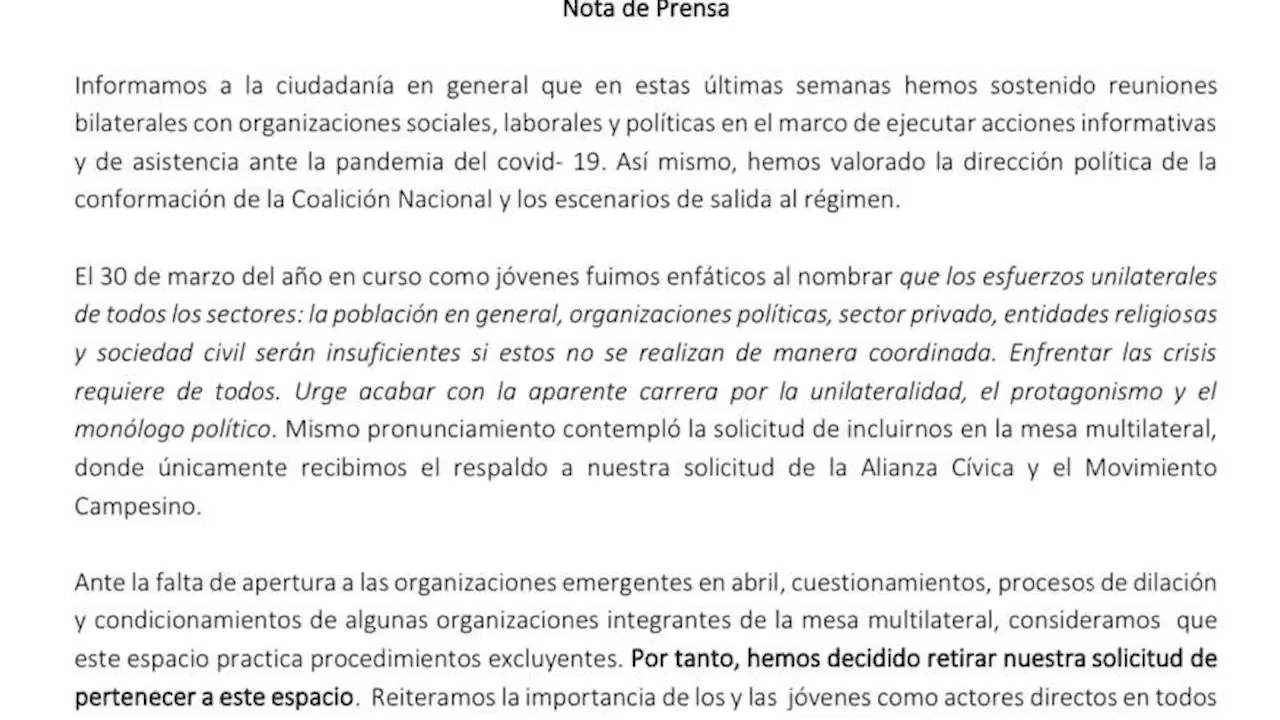 Nota de Prensa
Informamos a la ciudadanía en general que en estas últimas semanas hemos sostenido reuniones
bilaterales con organizaciones sociales, laborales y políticas en el marco de ejecutar acciones informativas
y de asistencia ante la pandemia del covid- 19. Así mismo, hemos valorado la dirección política de la
conformación de la Coalición Nacional y los escenarios de salida al régimen.
El 30 de marzo del año en curso como jóvenes fuimos enfáticos al nombrar que los esfuerzos unilaterales
de todos los sectores: la población en general, organizaciones políticas, sector privado, entidades religiosas
y sociedad civil serán insuficientes si estos no se realizan de manera coordinada. Enfrentar las crisis
requiere de todos. Urge acabar con la aparente carrera por la unilateralidad, el protagonismo y el
monólogo político. Mismo pronunciamiento contempló la solicitud de incluirnos en la mesa multilateral,
donde únicamente recibimos el respaldo a nuestra solicitud de la Alianza Cívica y el Movimiento
Campesino.
Ante la falta de apertura a las organizaciones emergentes en abril, cuestionamientos, procesos de dilación
y condicionamientos de algunas organizaciones integrantes de la mesa multilateral, consideramos que
este espacio practica procedimientos excluyentes. Por tanto, hemos decidido retirar nuestra solicitud de
pertenecer a este espacio. Reiteramos la importancia de los y las jóvenes como actores directos en todos